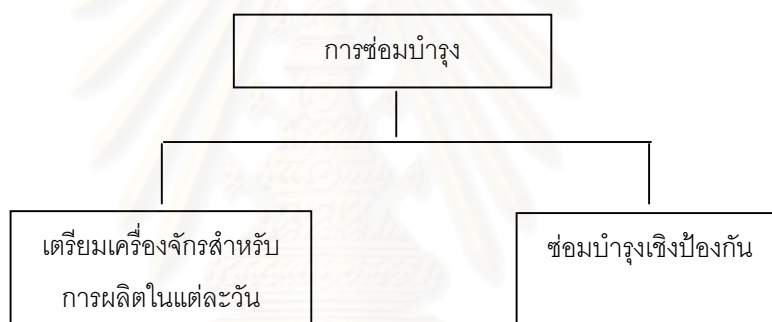 การซ่อมบำรุง
เตรียมเครื่องจักรสำหรับ
การผลิตในแต่ละวัน
ซ่อมบำรุงเชิงป้องกัน